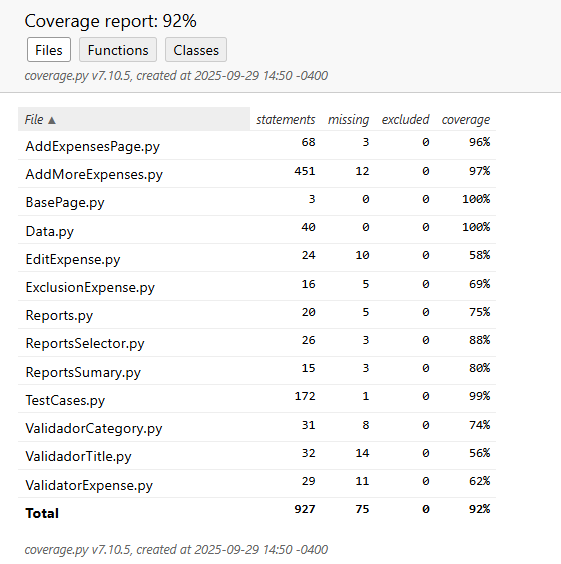 Coverage report: 92%
Files Functions Classes
coverage.py v7.10.5, created at 2025-09-29 14:50 -0400
File ▲ statements missing excluded coverage
AddExpensesPage.py 68 3 0 96%
AddMoreExpenses.py 451 12 0 97%
BasePage.py 3 0 0 100%
Data.py 40 0 0 100%
EditExpense.py 24 10 0 58%
ExclusionExpense.py 16 5 0 69%
Reports.py 20 5 0 75%
ReportsSelector.py 26 3 0 88%
ReportsSumary.py 15 3 0 80%
TestCases.py 172 1 0 99%
ValidadorCategory.py 31 8 0 74%
ValidadorTitle.py 32 14 0 56%
ValidatorExpense.py 29 11 0 62%
Total 927 75 0 92%
coverage.py v7.10.5, created at 2025-09-29 14:50 -0400